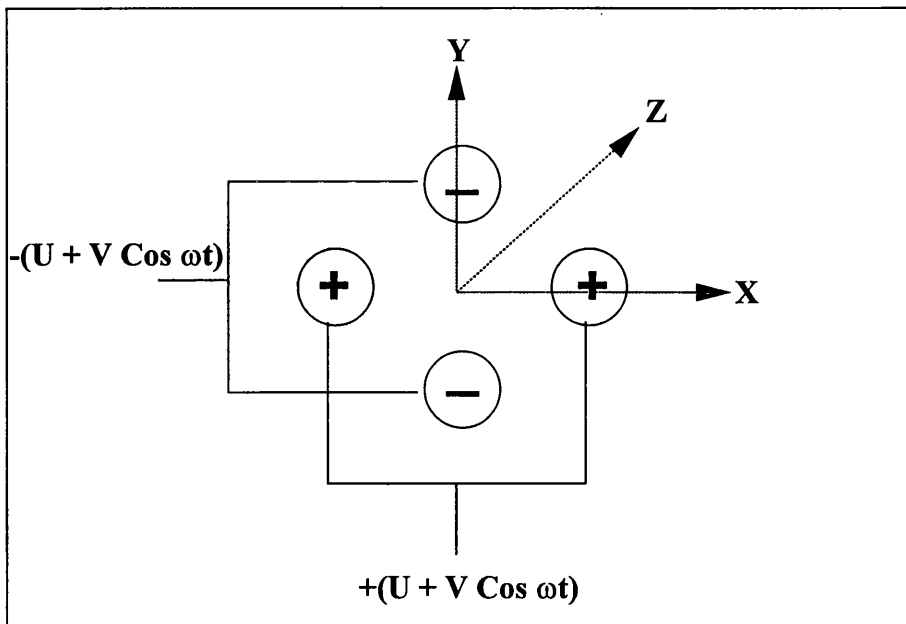 Y
Z
−
-(U + V Cos ωt)
+
+
X
−
+(U + V Cos ωt)